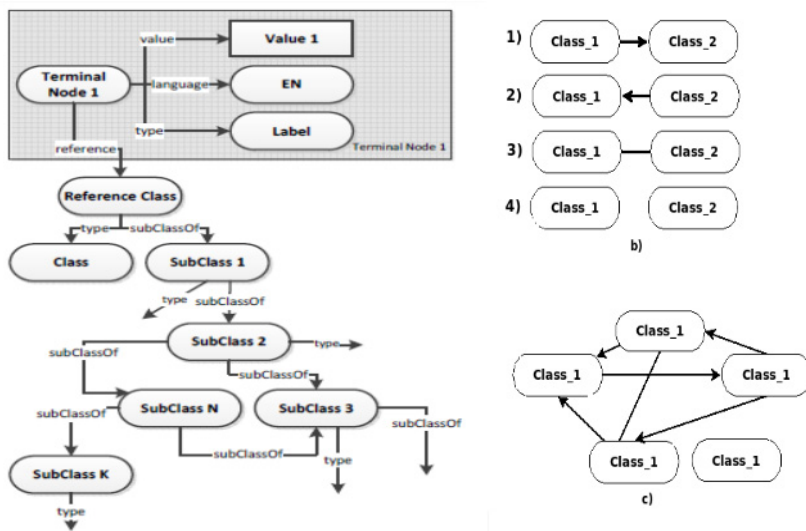 value
Value 1
Terminal
Node 1
language
EN
type
Label
reference
Terminal Node 1
Reference Class
type
subClassOf
Class
SubClass 1
type
subClassOf
SubClass 2
type
subClassOf
subClassOf
SubClass N
SubClass 3
subClassOf
subClassOf
subClassOf
SubClass K
type
type
1)
Class_1
Class_2
2)
Class_1
Class_2
3)
Class_1
Class_2
4)
Class_1
Class_2
b)
Class_1
Class_1
Class_1
Class_1
Class_1
c)